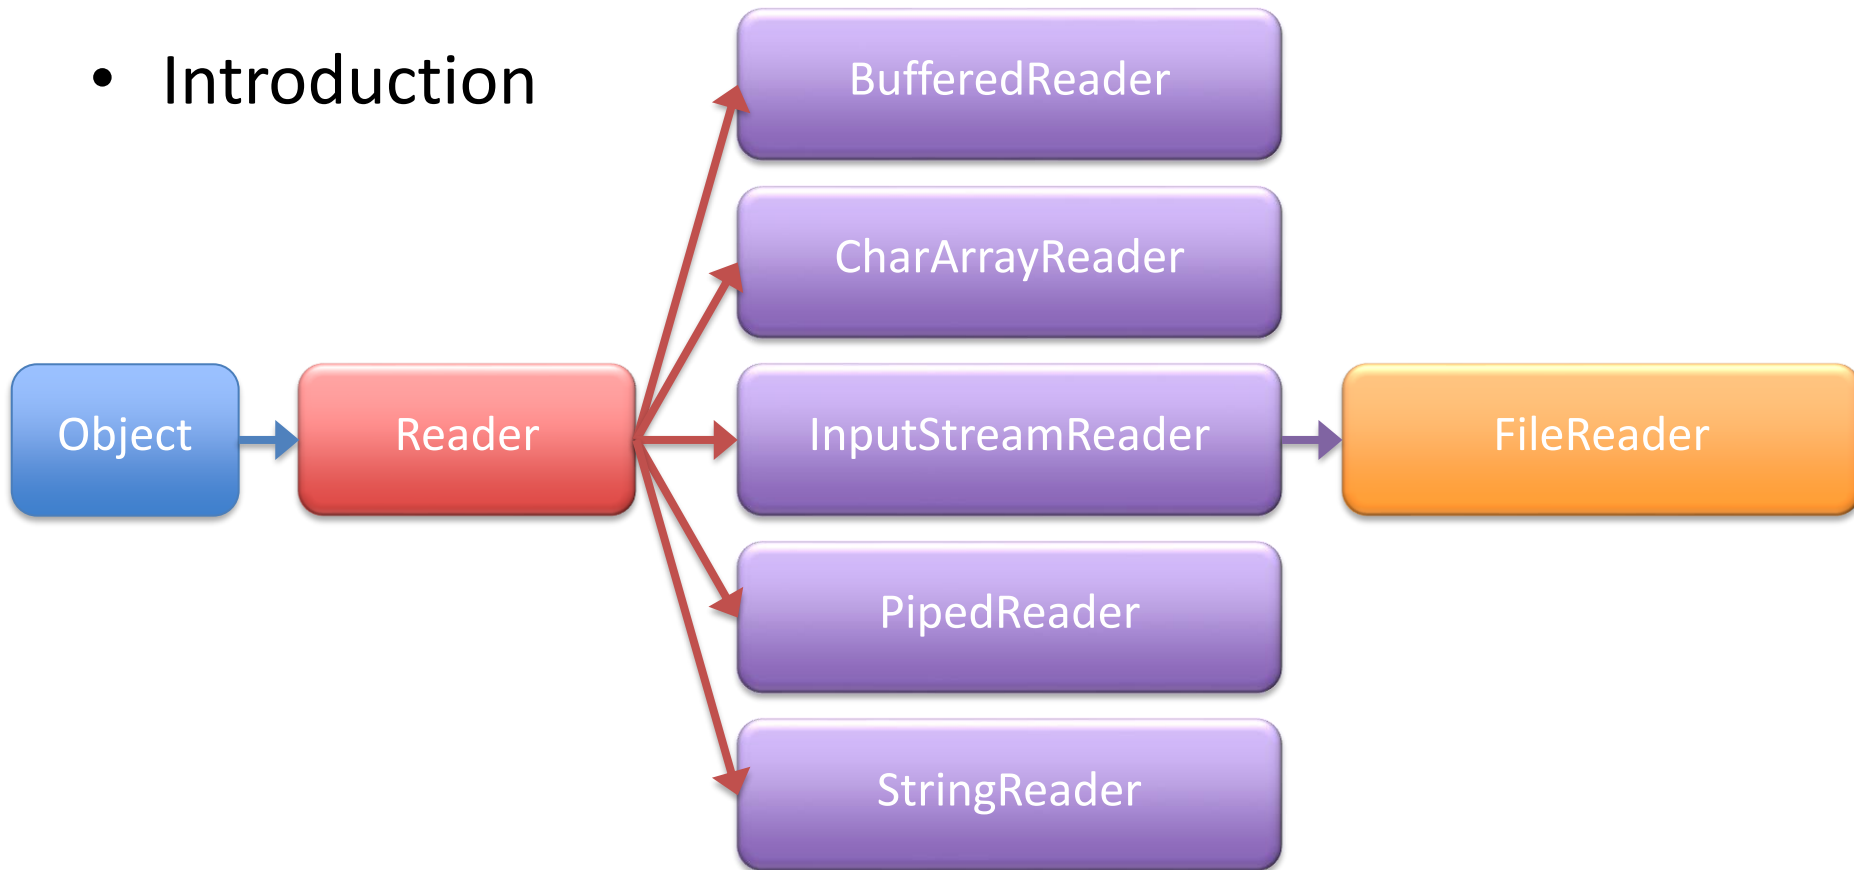 • Introduction
BufferedReader
CharArrayReader
Object
Reader
InputStreamReader
FileReader
PipedReader
StringReader